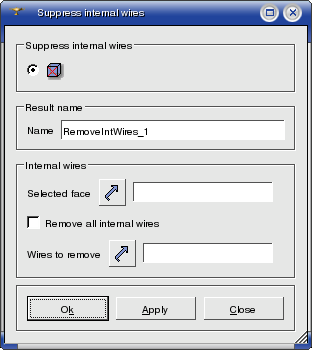 Suppress internal wires
Suppress internal wires
Result name
Name RemoveIntWires_1
Internal wires
Selected face
Remove all internal wires
Wires to remove
Ok Apply Close